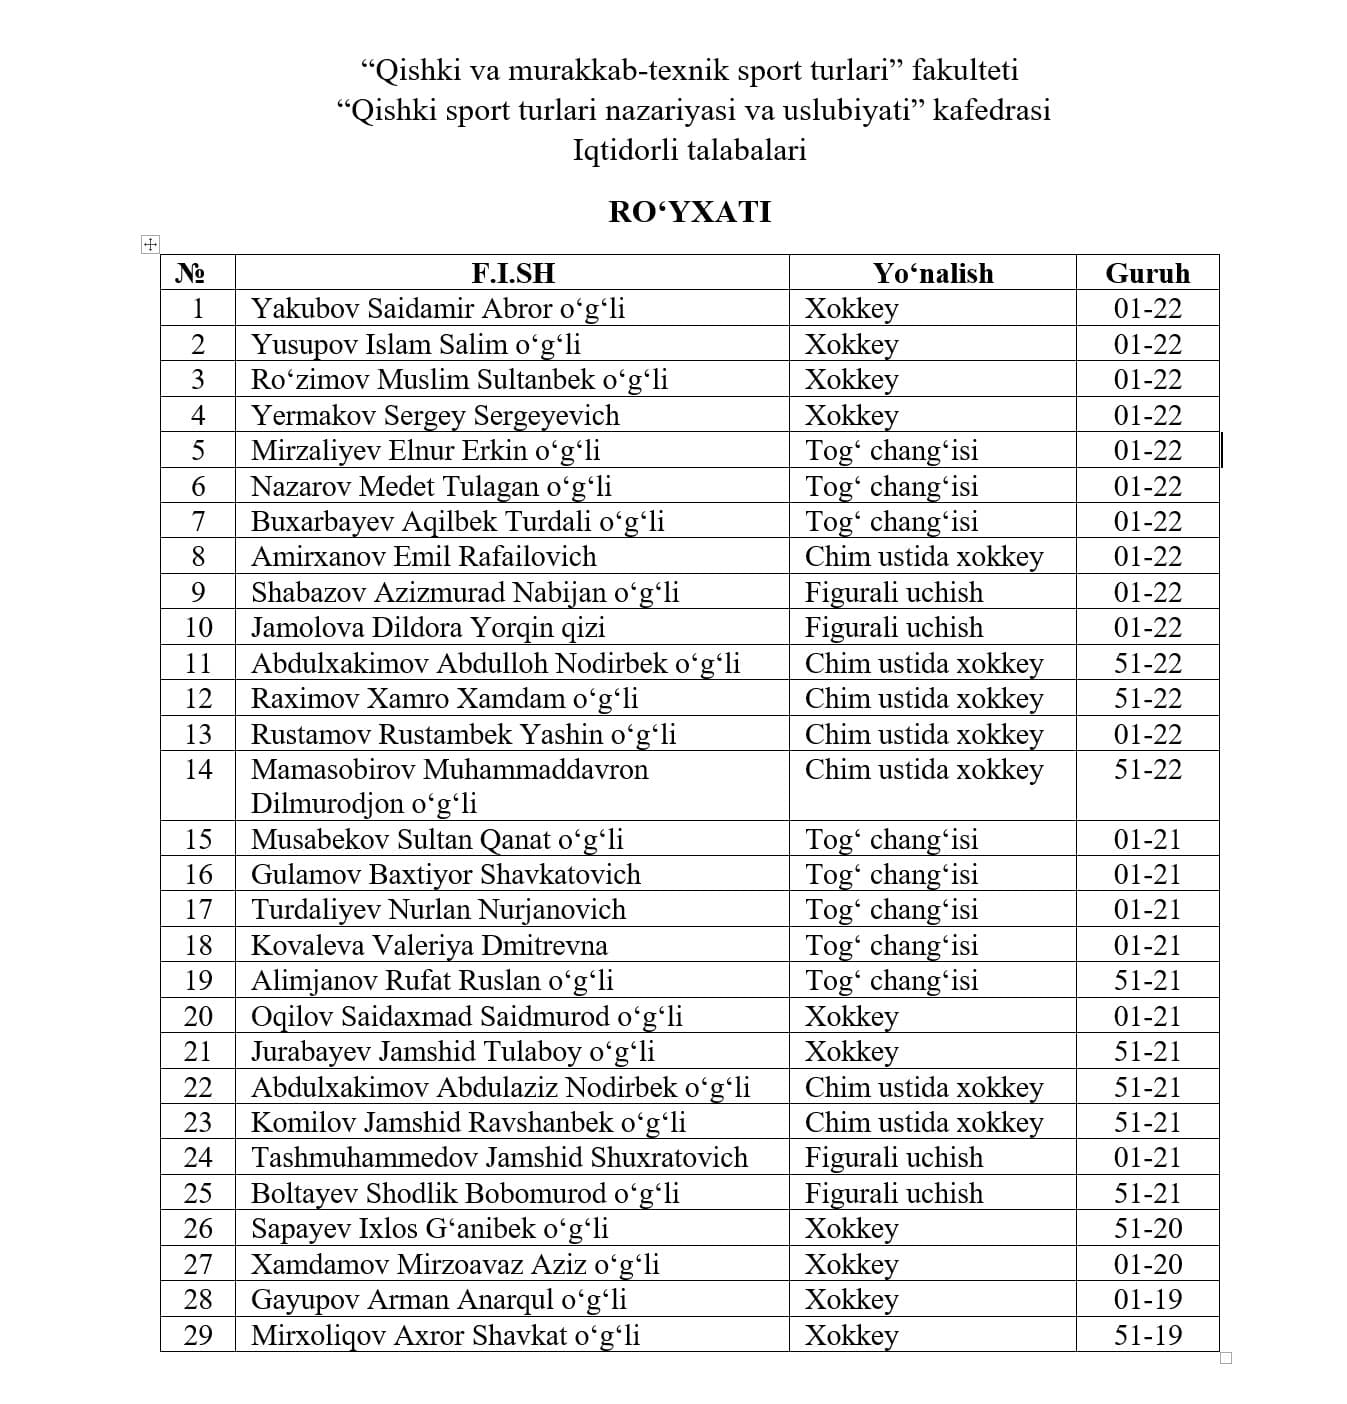 “Qishki va murakkab-texnik sport turlari” fakulteti
“Qishki sport turlari nazariyasi va uslubiyati” kafedrasi
Iqtidorli talabalari
RO‘YXATI
№ F.I.SH Yo‘nalish Guruh
1 Yakubov Saidamir Abror o‘g‘li Xokkey 01-22
2 Yusupov Islam Salim o‘g‘li Xokkey 01-22
3 Ro‘zimov Muslim Sultanbek o‘g‘li Xokkey 01-22
4 Yermakov Sergey Sergeyevich Xokkey 01-22
5 Mirzaliyev Elnur Erkin o‘g‘li Tog‘ chang‘isi 01-22
6 Nazarov Medet Tulagan o‘g‘li Tog‘ chang‘isi 01-22
7 Buxarbayev Aqilbek Turdali o‘g‘li Tog‘ chang‘isi 01-22
8 Amirxanov Emil Rafailovich Chim ustida xokkey 01-22
9 Shabazov Azizmurad Nabijan o‘g‘li Figurali uchish 01-22
10 Jamolova Dildora Yorqin qizi Figurali uchish 01-22
11 Abdulxakimov Abdulloh Nodirbek o‘g‘li Chim ustida xokkey 51-22
12 Raximov Xamro Xamdam o‘g‘li Chim ustida xokkey 51-22
13 Rustamov Rustambek Yashin o‘g‘li Chim ustida xokkey 01-22
14 Mamasobirov Muhammaddavron Chim ustida xokkey 51-22
Dilmurodjon o‘g‘li
15 Musabekov Sultan Qanat o‘g‘li Tog‘ chang‘isi 01-21
16 Gulamov Baxtiyor Shavkatovich Tog‘ chang‘isi 01-21
17 Turdaliyev Nurlan Nurjanovich Tog‘ chang‘isi 01-21
18 Kovaleva Valeriya Dmitrevna Tog‘ chang‘isi 01-21
19 Alimjanov Rufat Ruslan o‘g‘li Tog‘ chang‘isi 51-21
20 Oqilov Saidaxmad Saidmurod o‘g‘li Xokkey 01-21
21 Jurabayev Jamshid Tulaboy o‘g‘li Xokkey 51-21
22 Abdulxakimov Abdulaziz Nodirbek o‘g‘li Chim ustida xokkey 51-21
23 Komilov Jamshid Ravshanbek o‘g‘li Chim ustida xokkey 51-21
24 Tashmuhammedov Jamshid Shuxratovich Figurali uchish 01-21
25 Boltayev Shodlik Bobomurod o‘g‘li Figurali uchish 51-21
26 Sapayev Ixlos G‘anibek o‘g‘li Xokkey 51-20
27 Xamdamov Mirzoavaz Aziz o‘g‘li Xokkey 01-20
28 Gayupov Arman Anarqul o‘g‘li Xokkey 01-19
29 Mirxoliqov Axror Shavkat o‘g‘li Xokkey 51-19